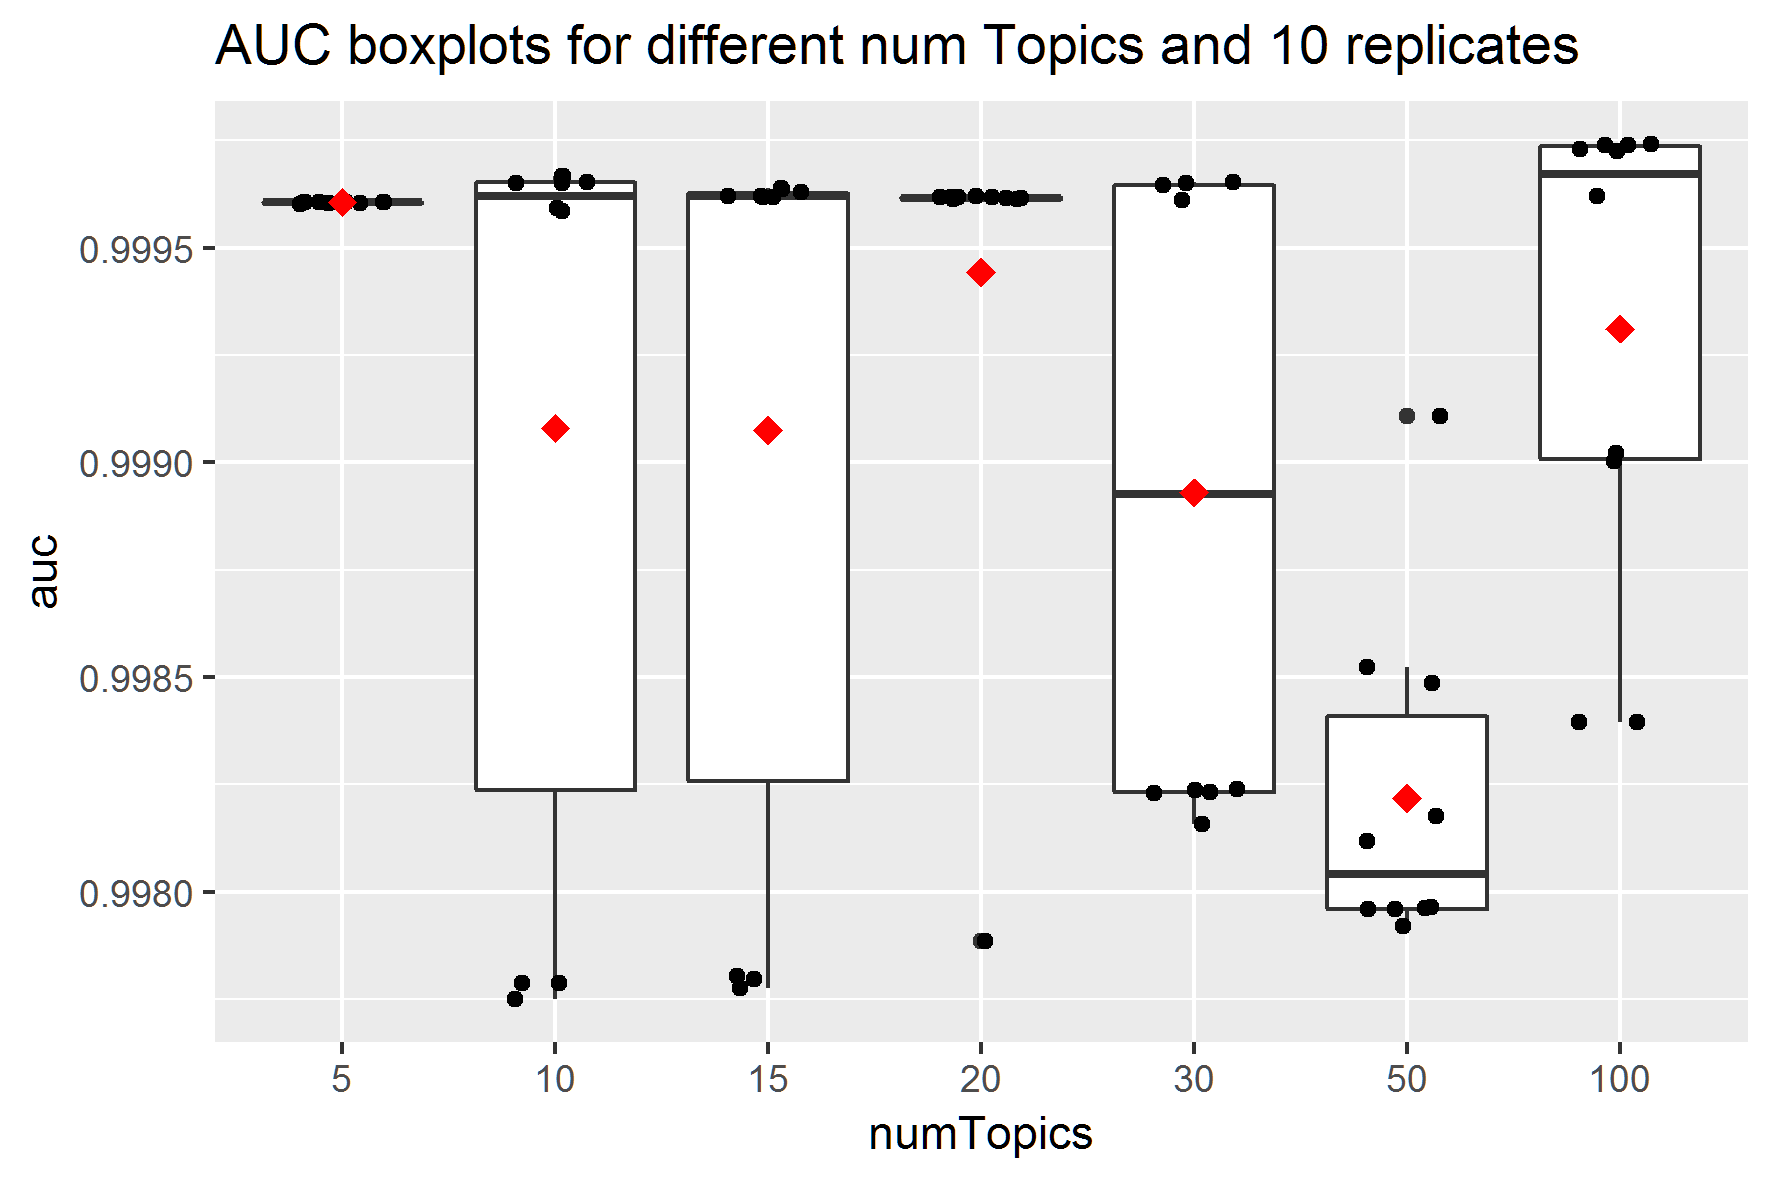 AUC boxplots for different num Topics and 10 replicates
0.9995
0.9990
0.9985
0.9980
auc
5 10 15 20 30 50 100
numTopics